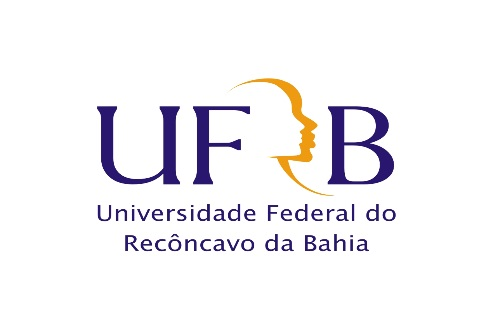 UFRB
Universidade Federal do
Recôncavo da Bahia